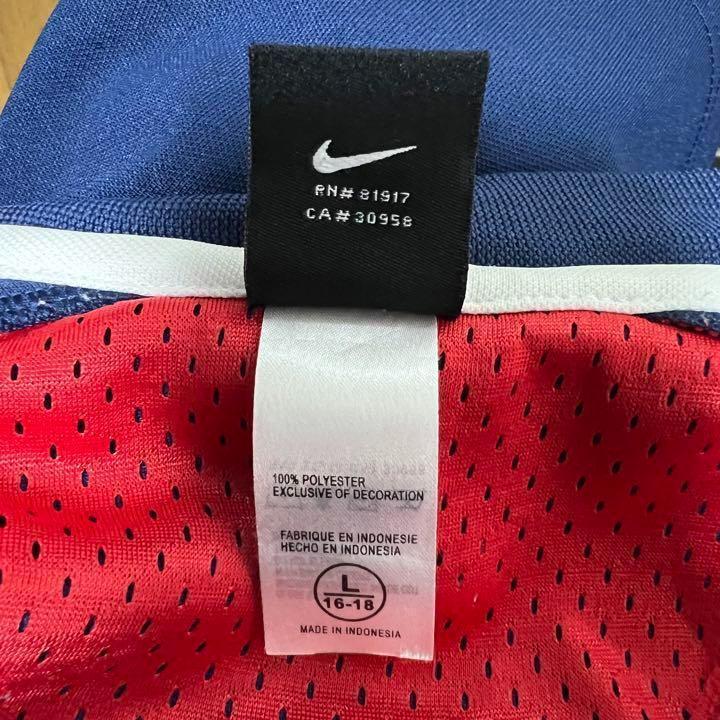 RN# 81917
CA# 30958
100% POLYESTER
EXCLUSIVE OF DECORATION
FABRIQUE EN INDONESIE
HECHO EN INDONESIA
L
16-18
MADE IN INDONESIA